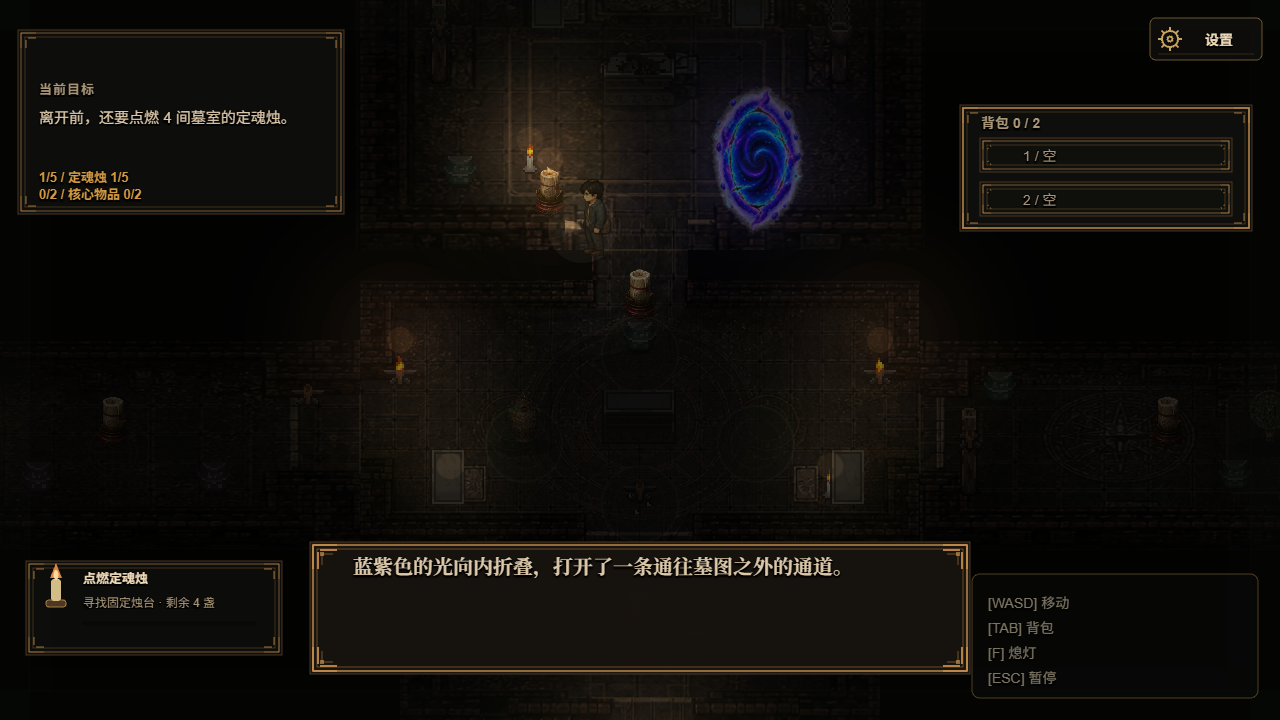 设置
当前目标
离开前，还要点燃 4 间墓室的定魂烛。
1/5 / 定魂烛 1/5
0/2 / 核心物品 0/2
背包 0 / 2
1 / 空
2 / 空
点燃定魂烛
寻找固定烛台 · 剩余 4 盏
蓝紫色的光向内折叠，打开了一条通往墓图之外的通道。
[WASD] 移动
[TAB] 背包
[F] 熄灯
[ESC] 暂停